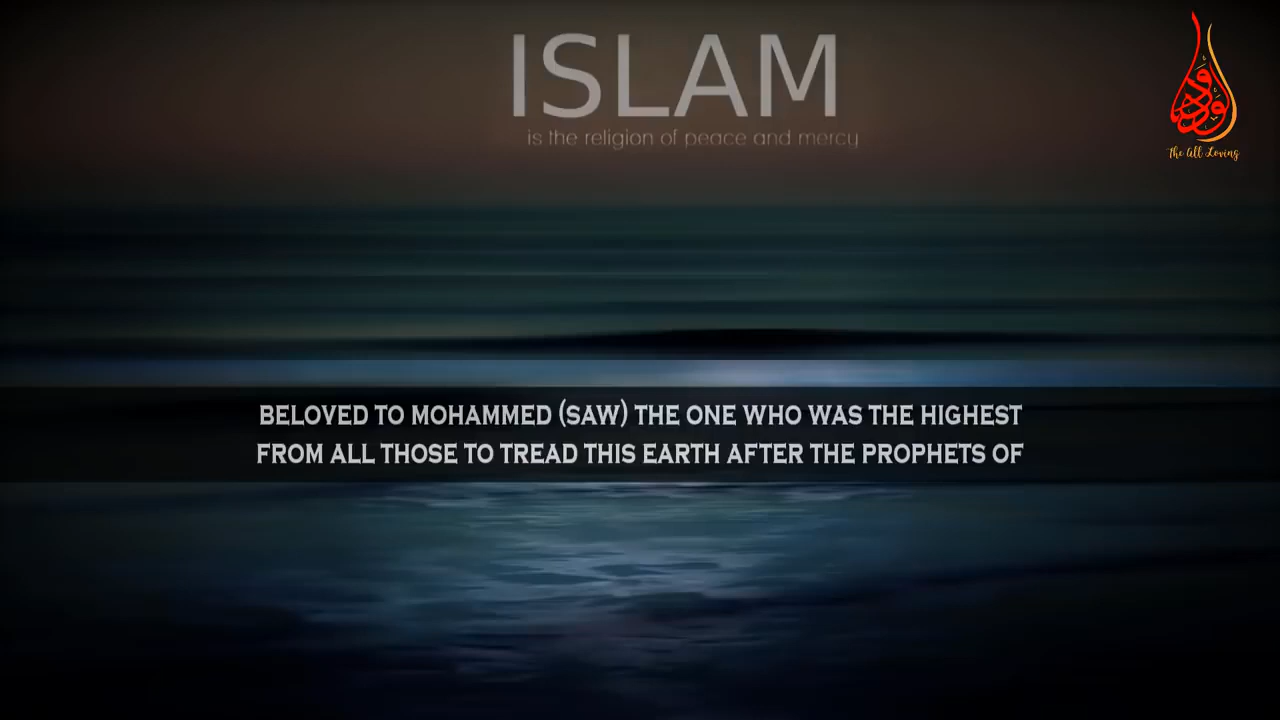 ISLAM
is the religion of peace and mercy
الودود
The All Loving
BELOVED TO MOHAMMED (SAW) THE ONE WHO WAS THE HIGHEST
FROM ALL THOSE TO TREAD THIS EARTH AFTER THE PROPHETS OF